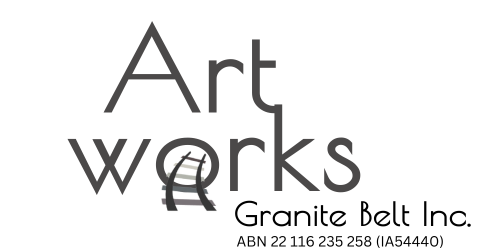 Art
works
Granite Belt Inc.
ABN 22 116 235 258 (IA54440)